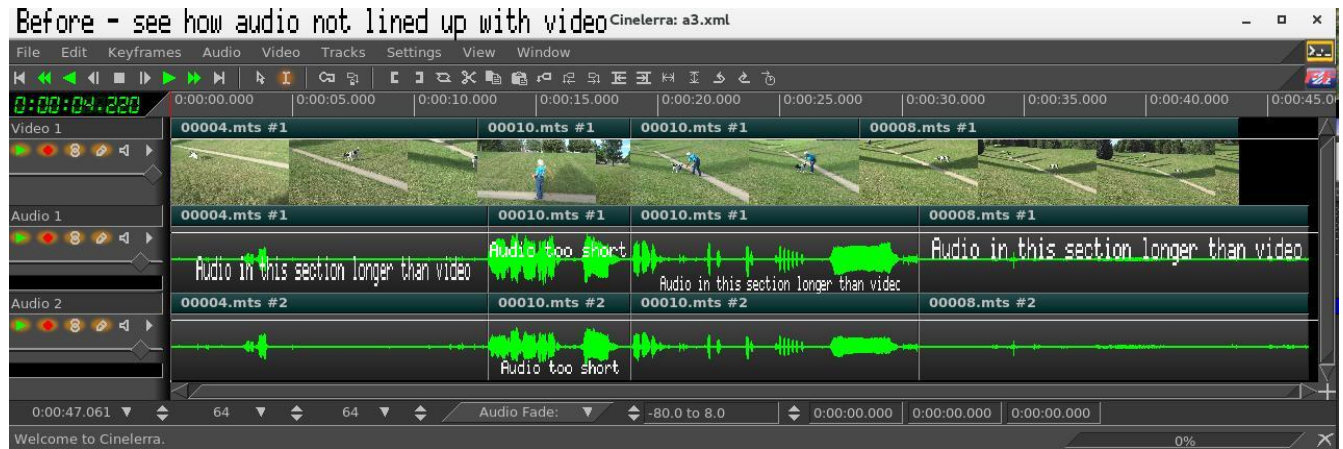 Before - see how audio not lined up with video Cinelerra: a3.xml
File Edit Keyframes Audio Video Tracks Settings View Window
0:00:04.220 0:00:00.000 0:00:05.000 0:00:10.000 0:00:15.000 0:00:20.000 0:00:25.000 0:00:30.000 0:00:35.000 0:00:40.000 0:00:45.0
Video 1 00004.mts #1 00010.mts #1 00010.mts #1 00008.mts #1
Audio 1 00004.mts #1 00010.mts #1 00010.mts #1 00008.mts #1
Audio in this section longer than video Audio too short Audio in this section longer than videc Audio in this section longer than video
Audio 2 00004.mts #2 00010.mts #2 00010.mts #2 00008.mts #2
Audio too short
0:00:47.061 64 64 Audio Fade: -80.0 to 8.0 0:00:00.000 0:00:00.000 0:00:00.000
Welcome to Cinelerra. 0%